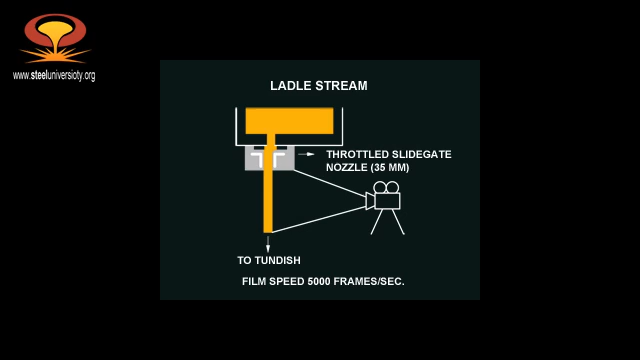 www.steeluniversioty.org
LADLE STREAM
THROTTLED SLIDEGATE
NOZZLE (35 MM)
TO TUNDISH
FILM SPEED 5000 FRAMES/SEC.